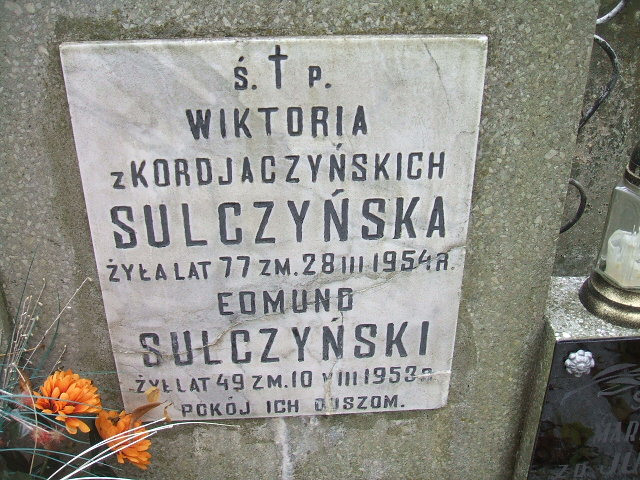 Ś. † P.
WIKTORIA
z KORDJACZYŃSKICH
SULCZYŃSKA
ŻYŁA LAT 77 ZM. 28 III 1954 R.
EDMUND
SULCZYŃSKI
ŻYŁ LAT 49 ZM. 10 VIII 1953 R.
POKÓJ ICH DUSZOM.